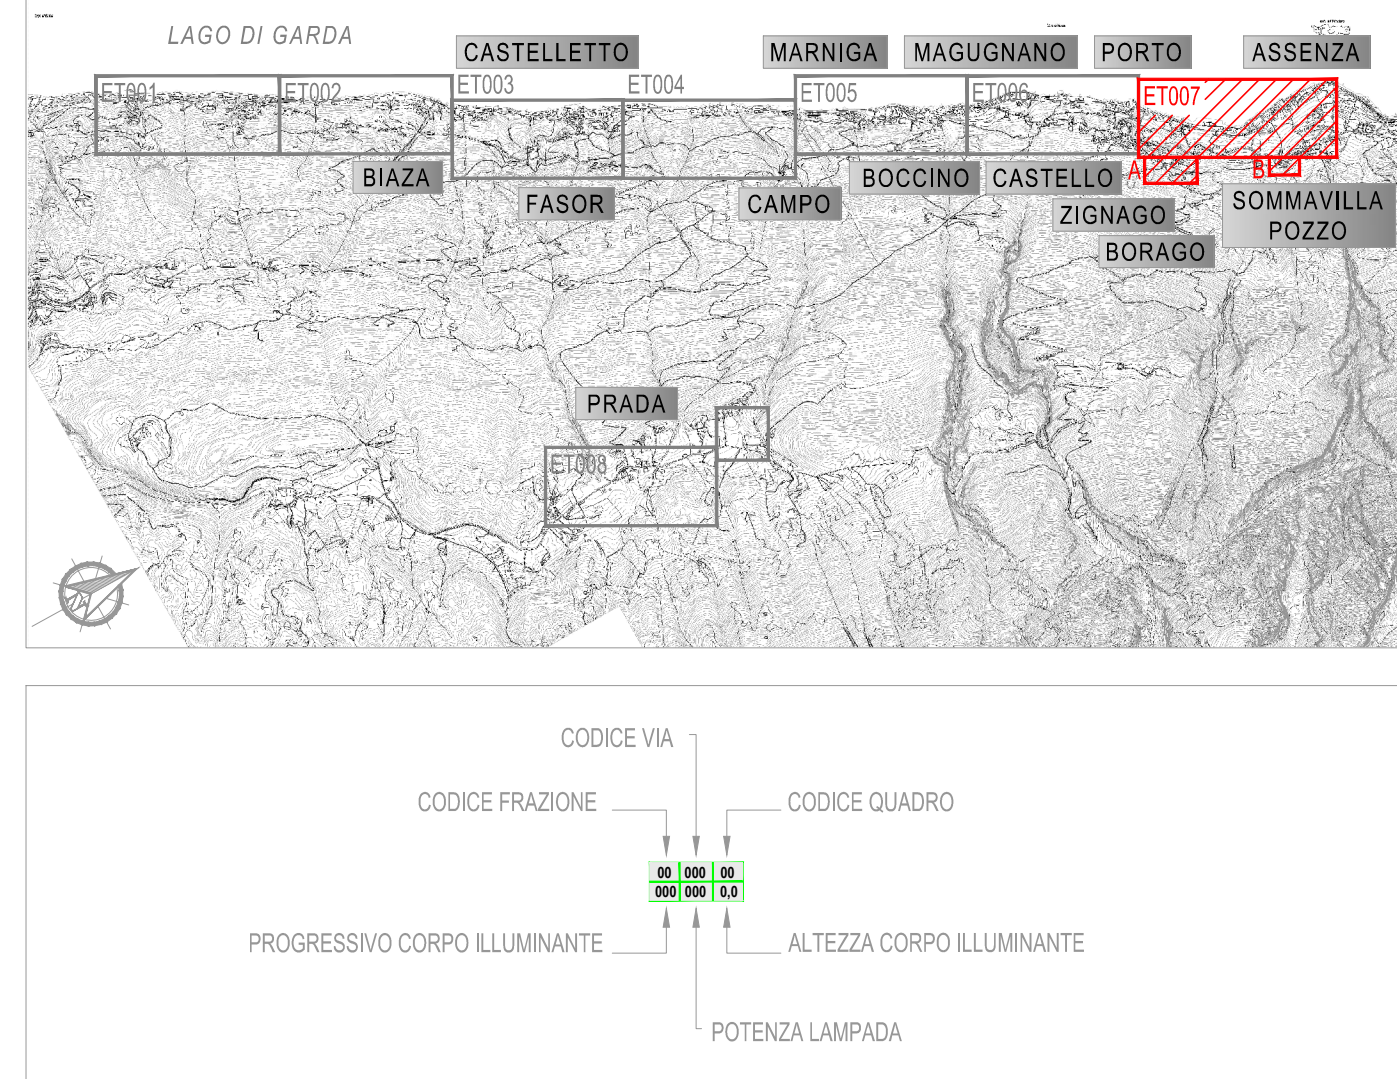 LAGO DI GARDA
CASTELLETTO
MARNIGA
MAGUGNANO
PORTO
ASSENZA
ET001
ET002
ET003
ET004
ET005
ET006
ET007
BIAZA
FASOR
CAMPO
BOCCINO
CASTELLO
A
B
ZIGNAGO
BORAGO
SOMMAVILLA
POZZO
PRADA
ET008
CODICE VIA
CODICE FRAZIONE
CODICE QUADRO
00 000 00
000 000 0,0
PROGRESSIVO CORPO ILLUMINANTE
ALTEZZA CORPO ILLUMINANTE
POTENZA LAMPADA